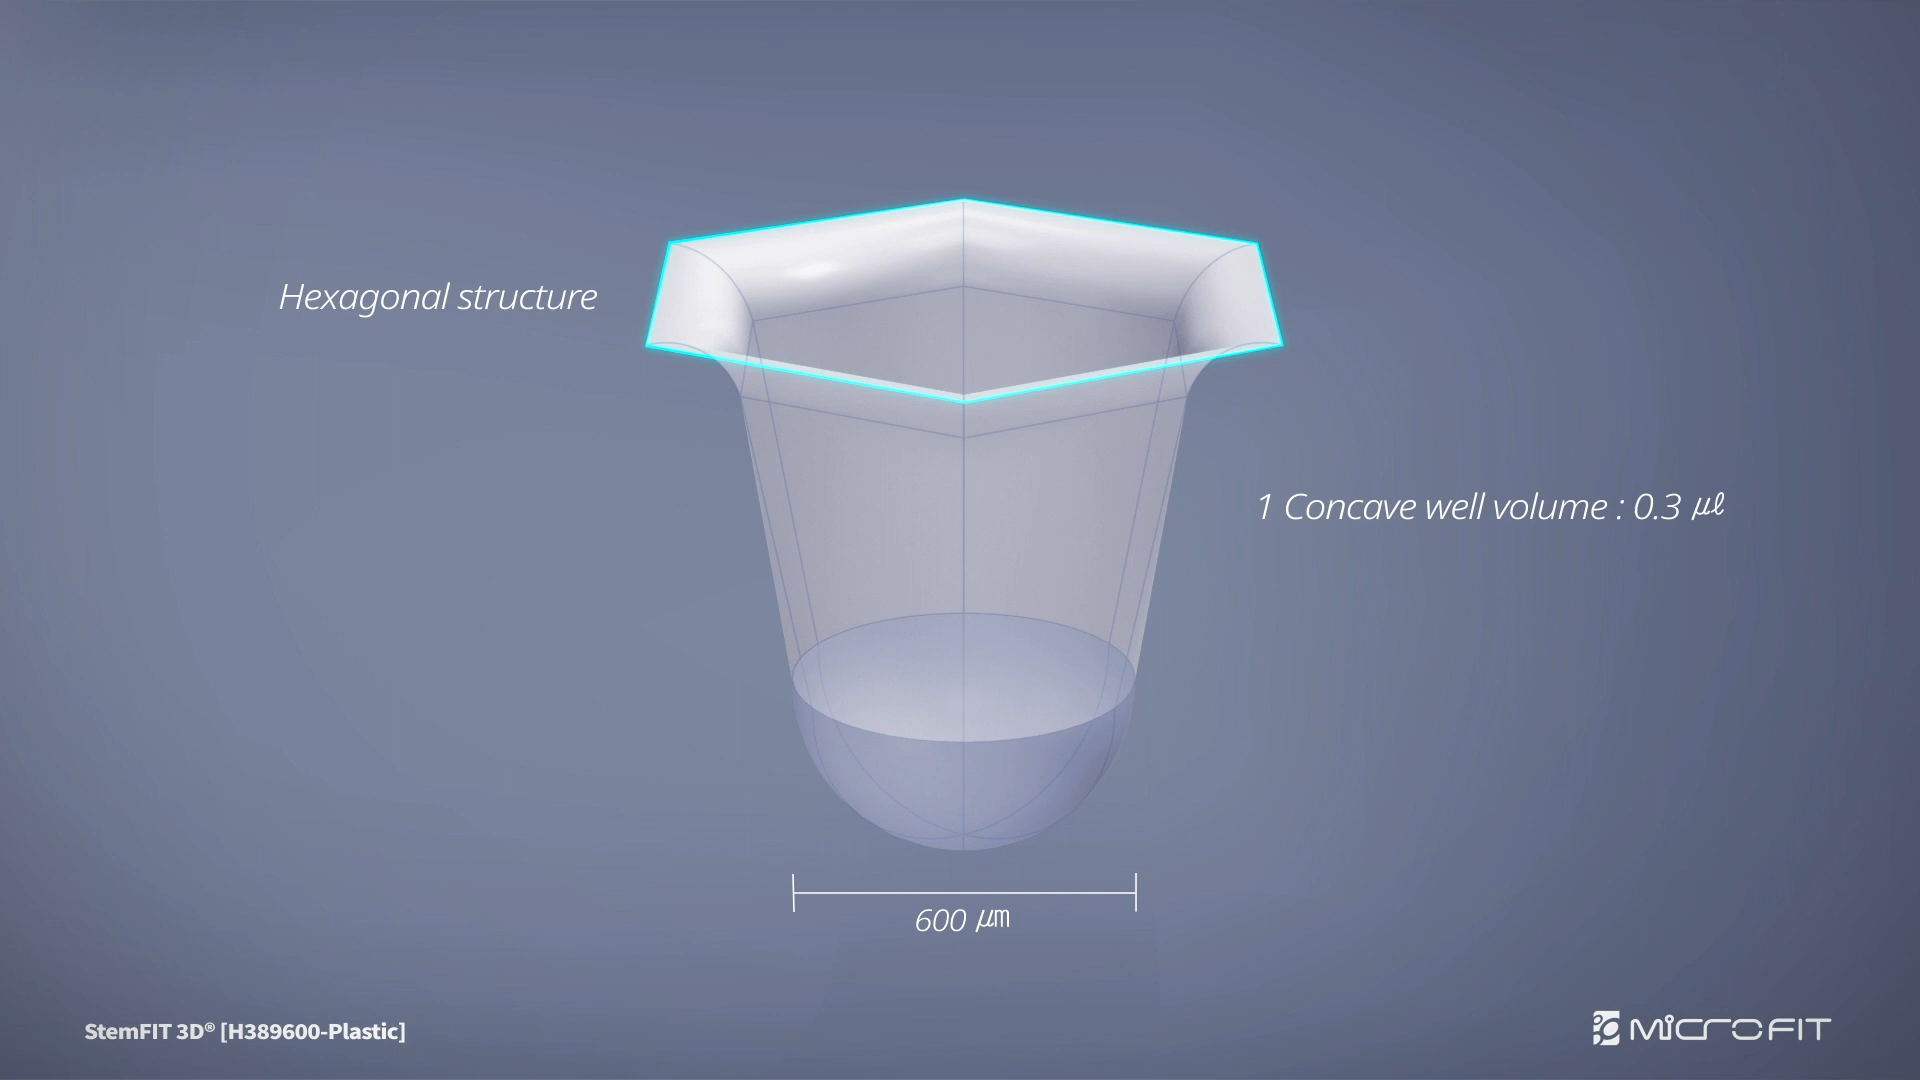 Hexagonal structure
1 Concave well volume : 0.3 ㎕
600 ㎛
StemFIT 3D® [H389600-Plastic]
MicroFIT